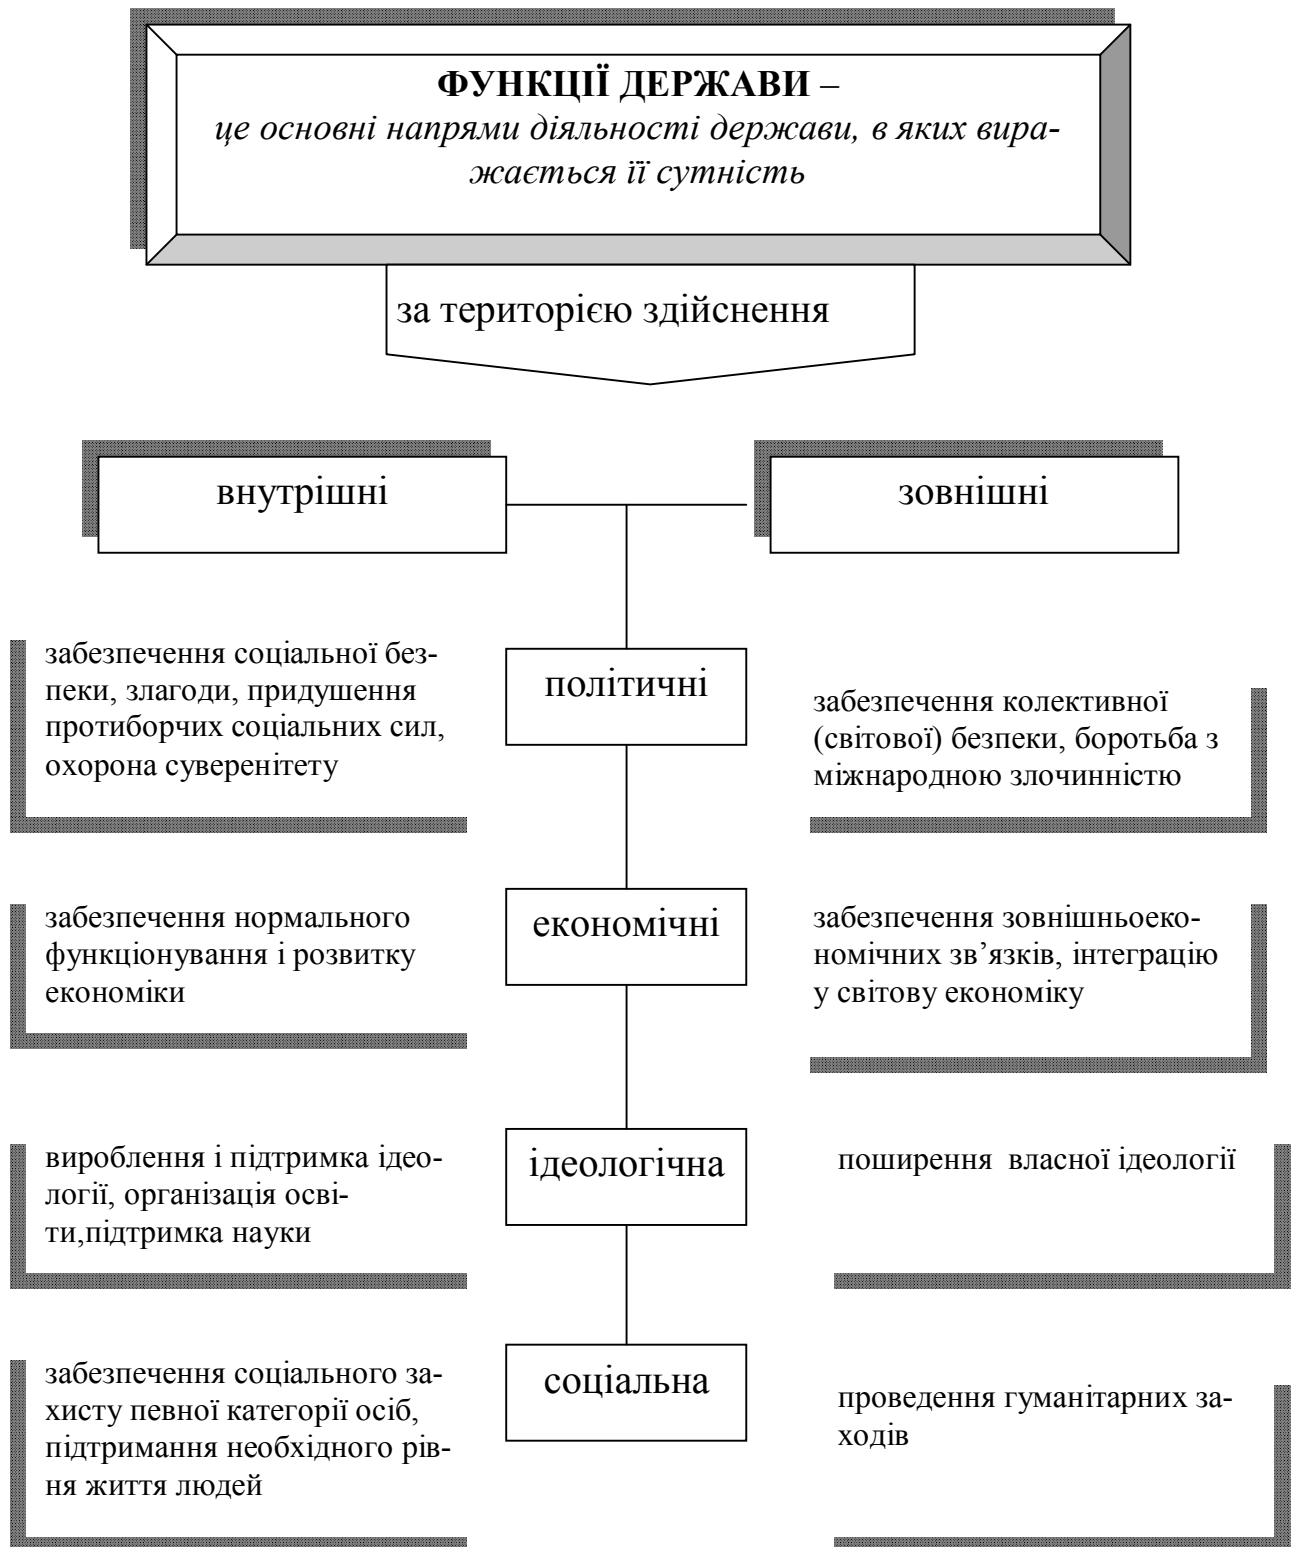 ФУНКЦІЇ ДЕРЖАВИ –
це основні напрями діяльності держави, в яких вира-
жається її сутність
за територією здійснення
внутрішні
зовнішні
забезпечення соціальної без-
пеки, злагоди, придушення
протиборчих соціальних сил,
охорона суверенітету
політичні
забезпечення колективної
(світової) безпеки, боротьба з
міжнародною злочинністю
забезпечення нормального
функціонування і розвитку
економіки
економічні
забезпечення зовнішньоеко-
номічних зв’язків, інтеграцію
у світову економіку
вироблення і підтримка ідео-
логії, організація осві-
ти,підтримка науки
ідеологічна
поширення  власної ідеології
забезпечення соціального за-
хисту певної категорії осіб,
підтримання необхідного рів-
ня життя людей
соціальна
проведення гуманітарних за-
ходів